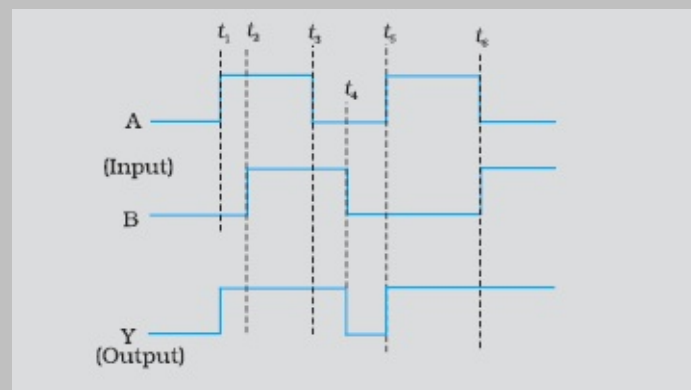 t₁ t₂ t₃ t₅ t₆
t₄
A
(Input)
B
Y
(Output)